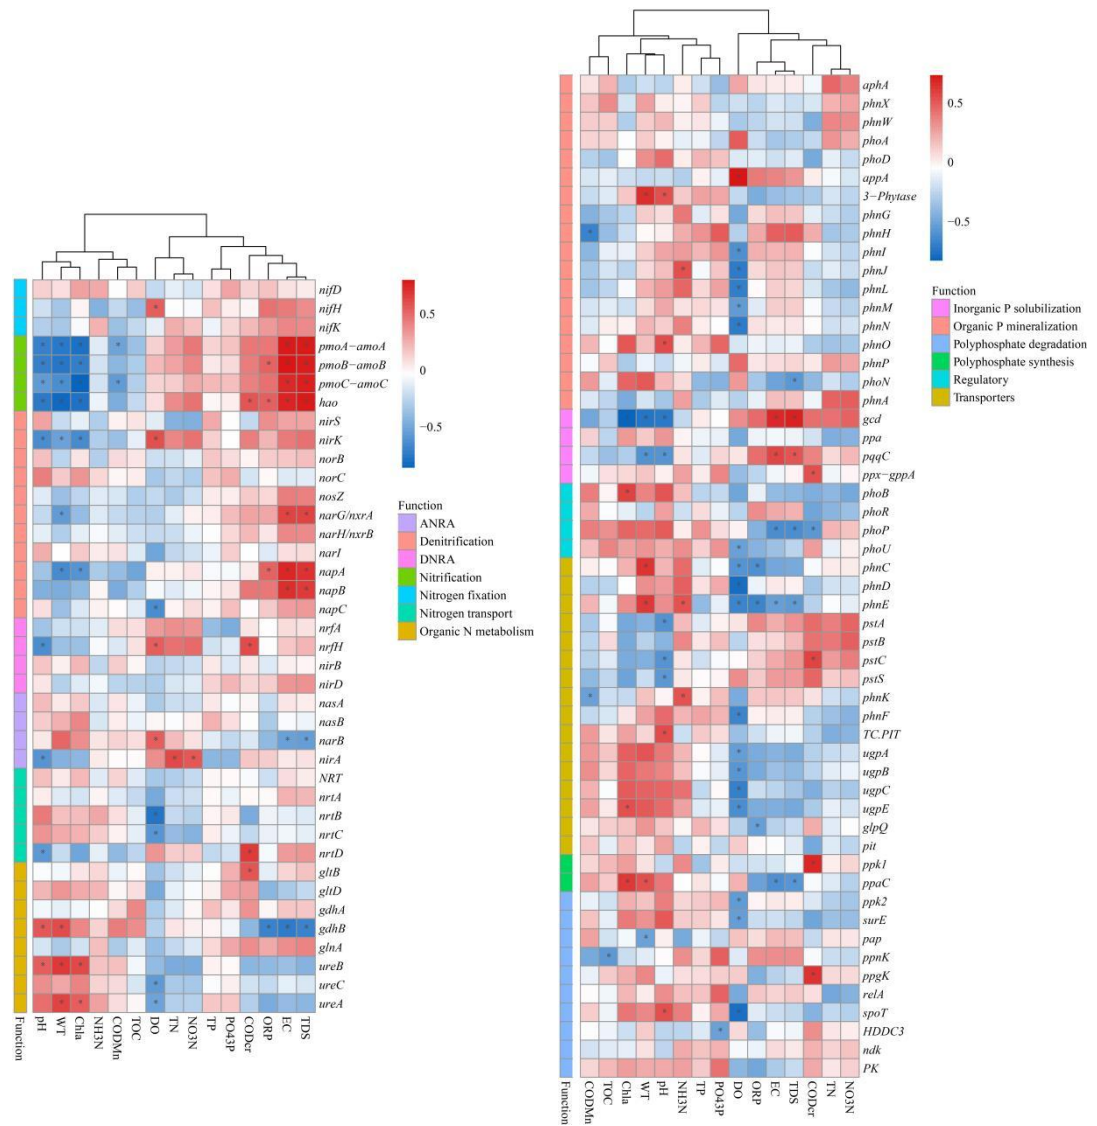 nifD
nifH
nifK
pmoA−amoA
pmoB−amoB
pmoC−amoC
hao
nirS
nirK
norB
norC
nosZ
narG/nxrA
narH/nxrB
narI
napA
napB
napC
nrfA
nrfH
nirB
nirD
nasA
nasB
narB
nirA
NRT
nrtA
nrtB
nrtC
nrtD
gltB
gltD
gdhA
gdhB
glnA
ureB
ureC
ureA
Function
pH
WT
Chla
NH3N
CODMn
TOC
DO
TN
NO3N
TP
PO43P
CODcr
ORP
EC
TDS
0.5
0
−0.5
Function
ANRA
Denitrification
DNRA
Nitrification
Nitrogen fixation
Nitrogen transport
Organic N metabolism
aphA
phnX
phnW
phoA
phoD
appA
3−Phytase
phnG
phnH
phnI
phnJ
phnL
phnM
phnN
phnO
phnP
phoN
phnA
gcd
ppa
pqqC
ppx−gppA
phoB
phoR
phoP
phoU
phnC
phnD
phnE
pstA
pstB
pstC
pstS
phnK
phnF
TC.PIT
ugpA
ugpB
ugpC
ugpE
glpQ
pit
ppk1
ppaC
ppk2
surE
pap
ppnK
ppgK
relA
spoT
HDDC3
ndk
PK
Function
CODMn
TOC
Chla
WT
pH
NH3N
TP
PO43P
DO
ORP
EC
TDS
CODcr
TN
NO3N
0.5
0
−0.5
Function
Inorganic P solubilization
Organic P mineralization
Polyphosphate degradation
Polyphosphate synthesis
Regulatory
Transporters